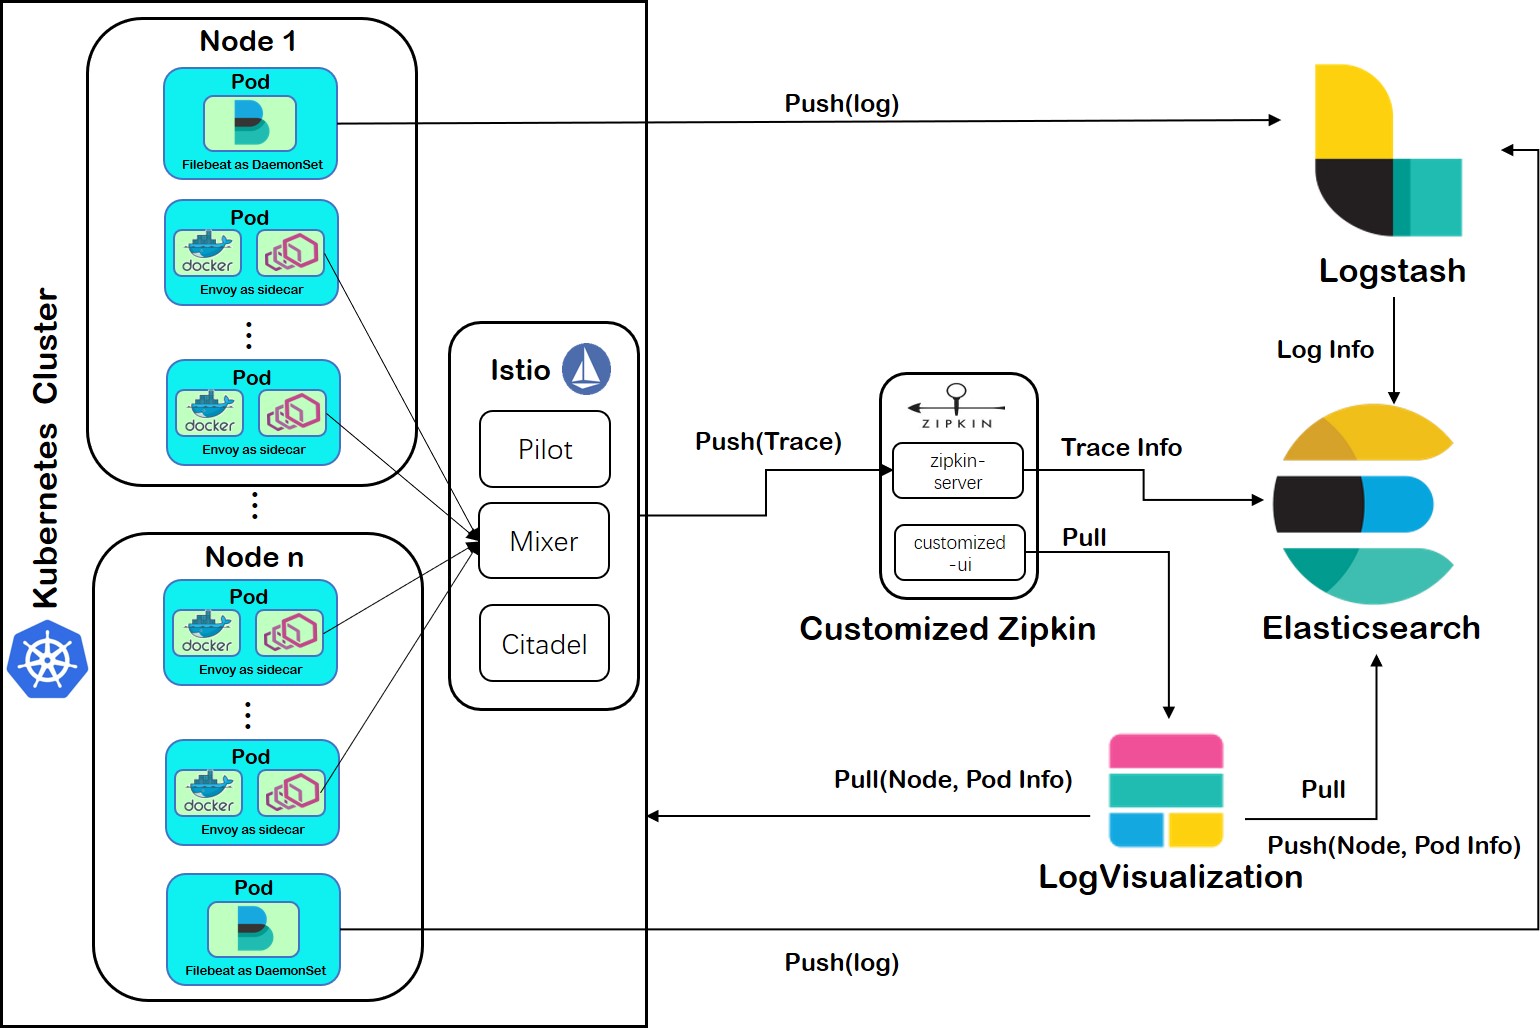 Kubernetes Cluster
Node 1
Pod
Filebeat as DaemonSet
Pod
docker
Envoy as sidecar
Pod
docker
Envoy as sidecar
Node n
Pod
docker
Envoy as sidecar
Pod
docker
Envoy as sidecar
Pod
Filebeat as DaemonSet
Istio
Pilot
Mixer
Citadel
Push(log)
Push(Trace)
ZIPKIN
zipkin-
server
customized
-ui
Customized Zipkin
Trace Info
Pull
Logstash
Log Info
Elasticsearch
Pull(Node, Pod Info)
LogVisualization
Pull
Push(Node, Pod Info)
Push(log)